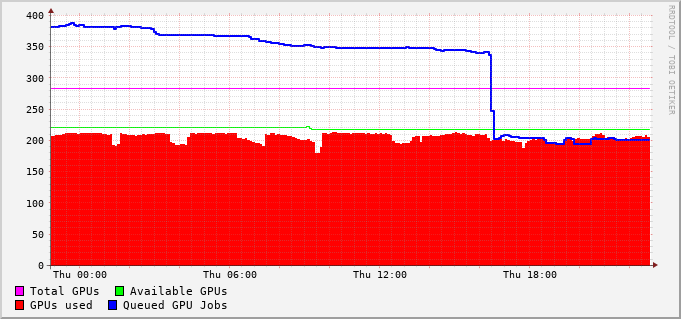 400
350
300
250
200
150
100
50
0
Thu 00:00 Thu 06:00 Thu 12:00 Thu 18:00
Total GPUs Available GPUs
GPUs used Queued GPU Jobs
RRDTOOL / TOBI OETIKER